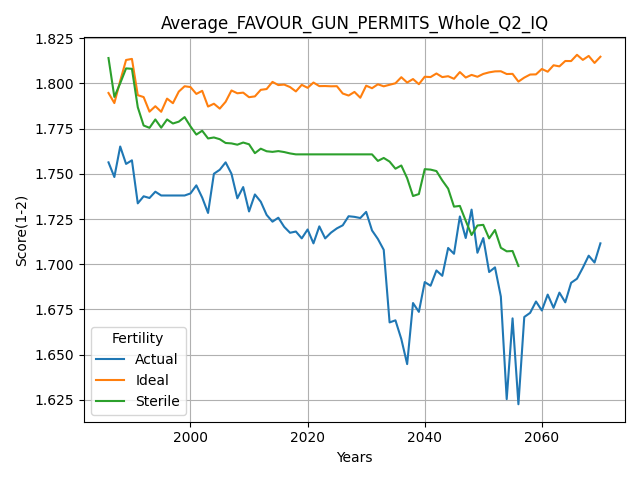 Average_FAVOUR_GUN_PERMITS_Whole_Q2_IQ
Score(1-2)
1.825
1.800
1.775
1.750
1.725
1.700
1.675
1.650
1.625
Fertility
Actual
Ideal
Sterile
2000 2020 2040 2060
Years